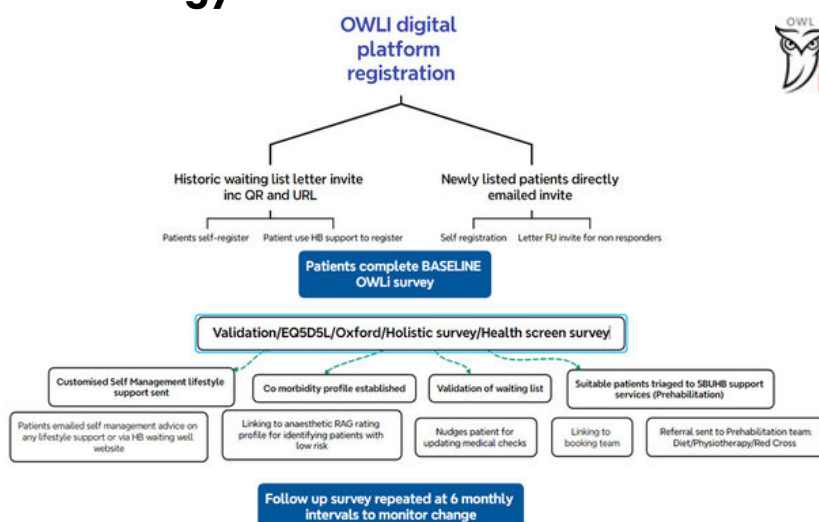 gy
OWLI digital
platform
registration
OWL
Historic waiting list letter invite
inc QR and URL
Newly listed patients directly
emailed invite
Patients self-register
Patient use HB support to register
Self registration
Letter FU invite for non responders
Patients complete BASELINE
OWLi survey
Validation/EQ5D5L/Oxford/Holistic survey/Health screen survey
Customised Self Management lifestyle
support sent
Co morbidity profile established
Validation of waiting list
Suitable patients triaged to SBUHB support
services (Prehabilitation)
Patients emailed self management advice on
any lifestyle support or via HB waiting well
website
Linking to anaesthetic RAG rating
profile for identifying patients with
low risk
Nudges patient for
updating medical checks
Linking to
booking team
Referral sent to Prehabilitation team:
Diet/Physiotherapy/Red Cross
Follow up survey repeated at 6 monthly
intervals to monitor change